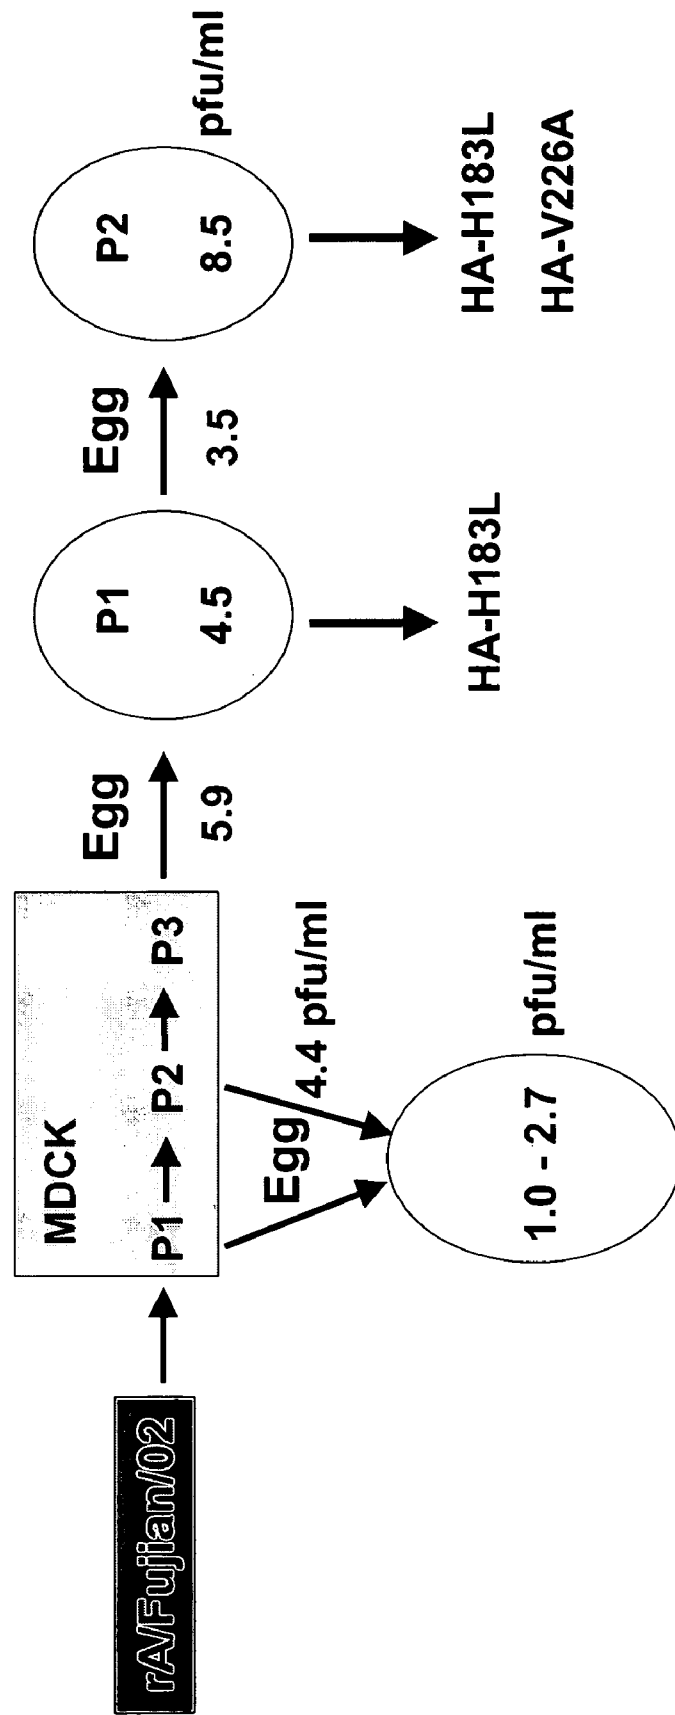 rA/Fujian/02
MDCK
P1 P2 P3
Egg
4.4 pfu/ml
1.0 - 2.7 pfu/ml
Egg
5.9
P1
4.5
HA-H183L
Egg
3.5
P2
8.5 pfu/ml
HA-H183L
HA-V226A